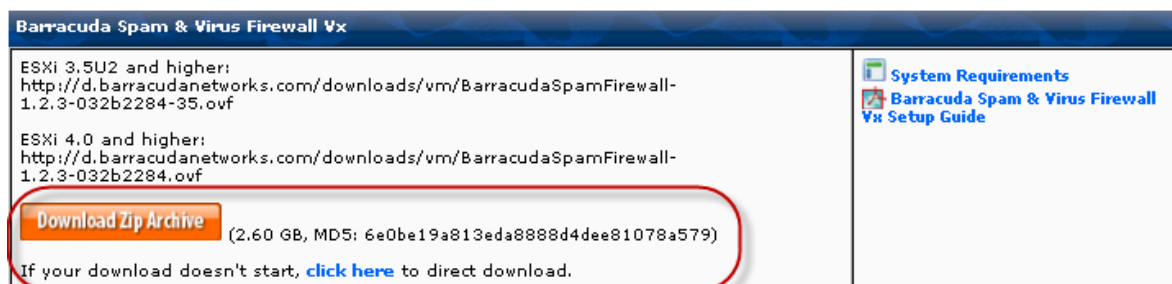 Barracuda Spam & Virus Firewall Vx
ESXi 3.5U2 and higher:
http://d.barracudanetworks.com/downloads/vm/BarracudaSpamFirewall-
1.2.3-032b2284-35.ovf
ESXi 4.0 and higher:
http://d.barracudanetworks.com/downloads/vm/BarracudaSpamFirewall-
1.2.3-032b2284.ovf
Download Zip Archive (2.60 GB, MD5: 6e0be19a813eda8888d4dee81078a579)
If your download doesn't start, click here to direct download.
System Requirements
Barracuda Spam & Virus Firewall
Vx Setup Guide